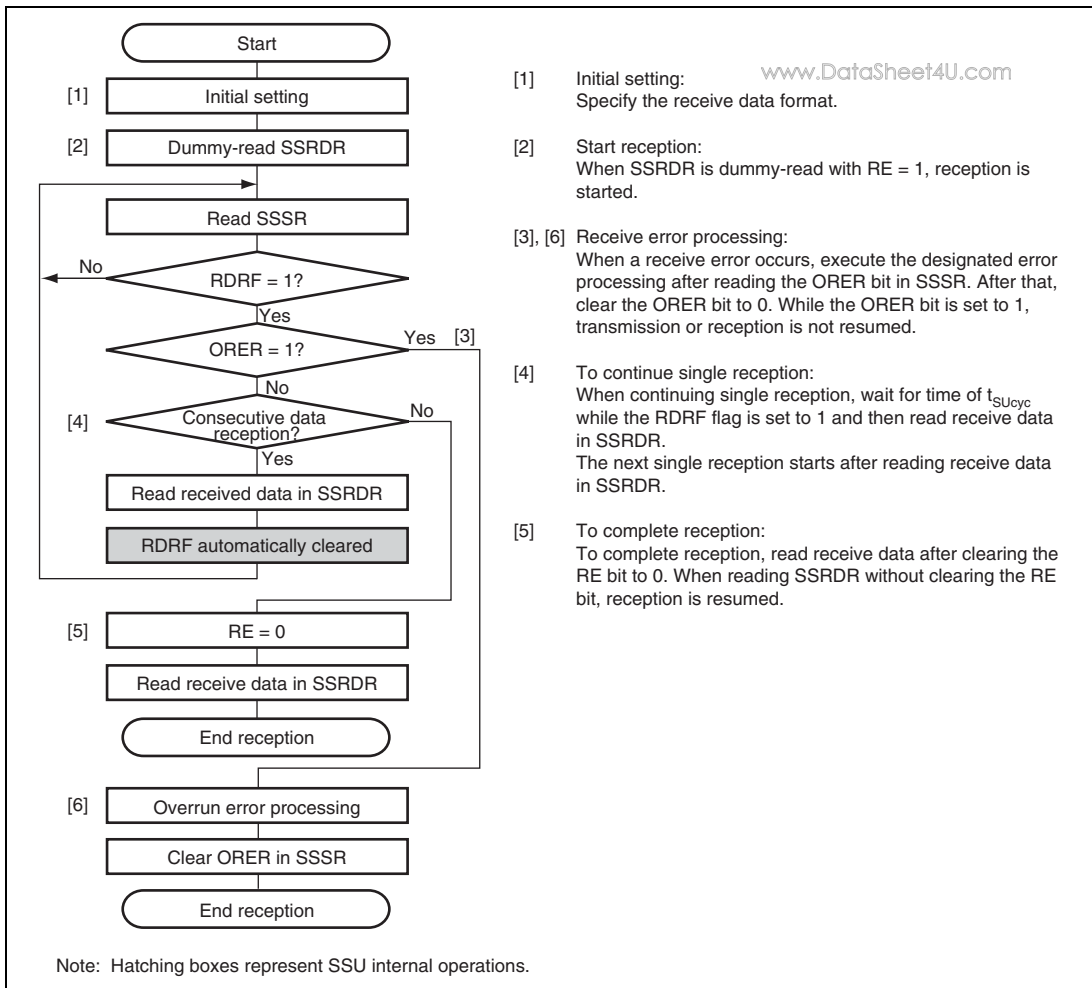 Start
[1] Initial setting
[2] Dummy-read SSRDR
Read SSSR
No
RDRF = 1?
Yes
ORER = 1?
Yes [3]
No
[4] Consecutive data
reception?
No
Yes
Read received data in SSRDR
RDRF automatically cleared
[5] RE = 0
Read receive data in SSRDR
End reception
[6] Overrun error processing
Clear ORER in SSSR
End reception
www.DataSheet4U.com
[1] Initial setting:
Specify the receive data format.
[2] Start reception:
When SSRDR is dummy-read with RE = 1, reception is
started.
[3], [6] Receive error processing:
When a receive error occurs, execute the designated error
processing after reading the ORER bit in SSSR. After that,
clear the ORER bit to 0. While the ORER bit is set to 1,
transmission or reception is not resumed.
[4] To continue single reception:
When continuing single reception, wait for time of tSUcyc
while the RDRF flag is set to 1 and then read receive data
in SSRDR.
The next single reception starts after reading receive data
in SSRDR.
[5] To complete reception:
To complete reception, read receive data after clearing the
RE bit to 0. When reading SSRDR without clearing the RE
bit, reception is resumed.
Note: Hatching boxes represent SSU internal operations.